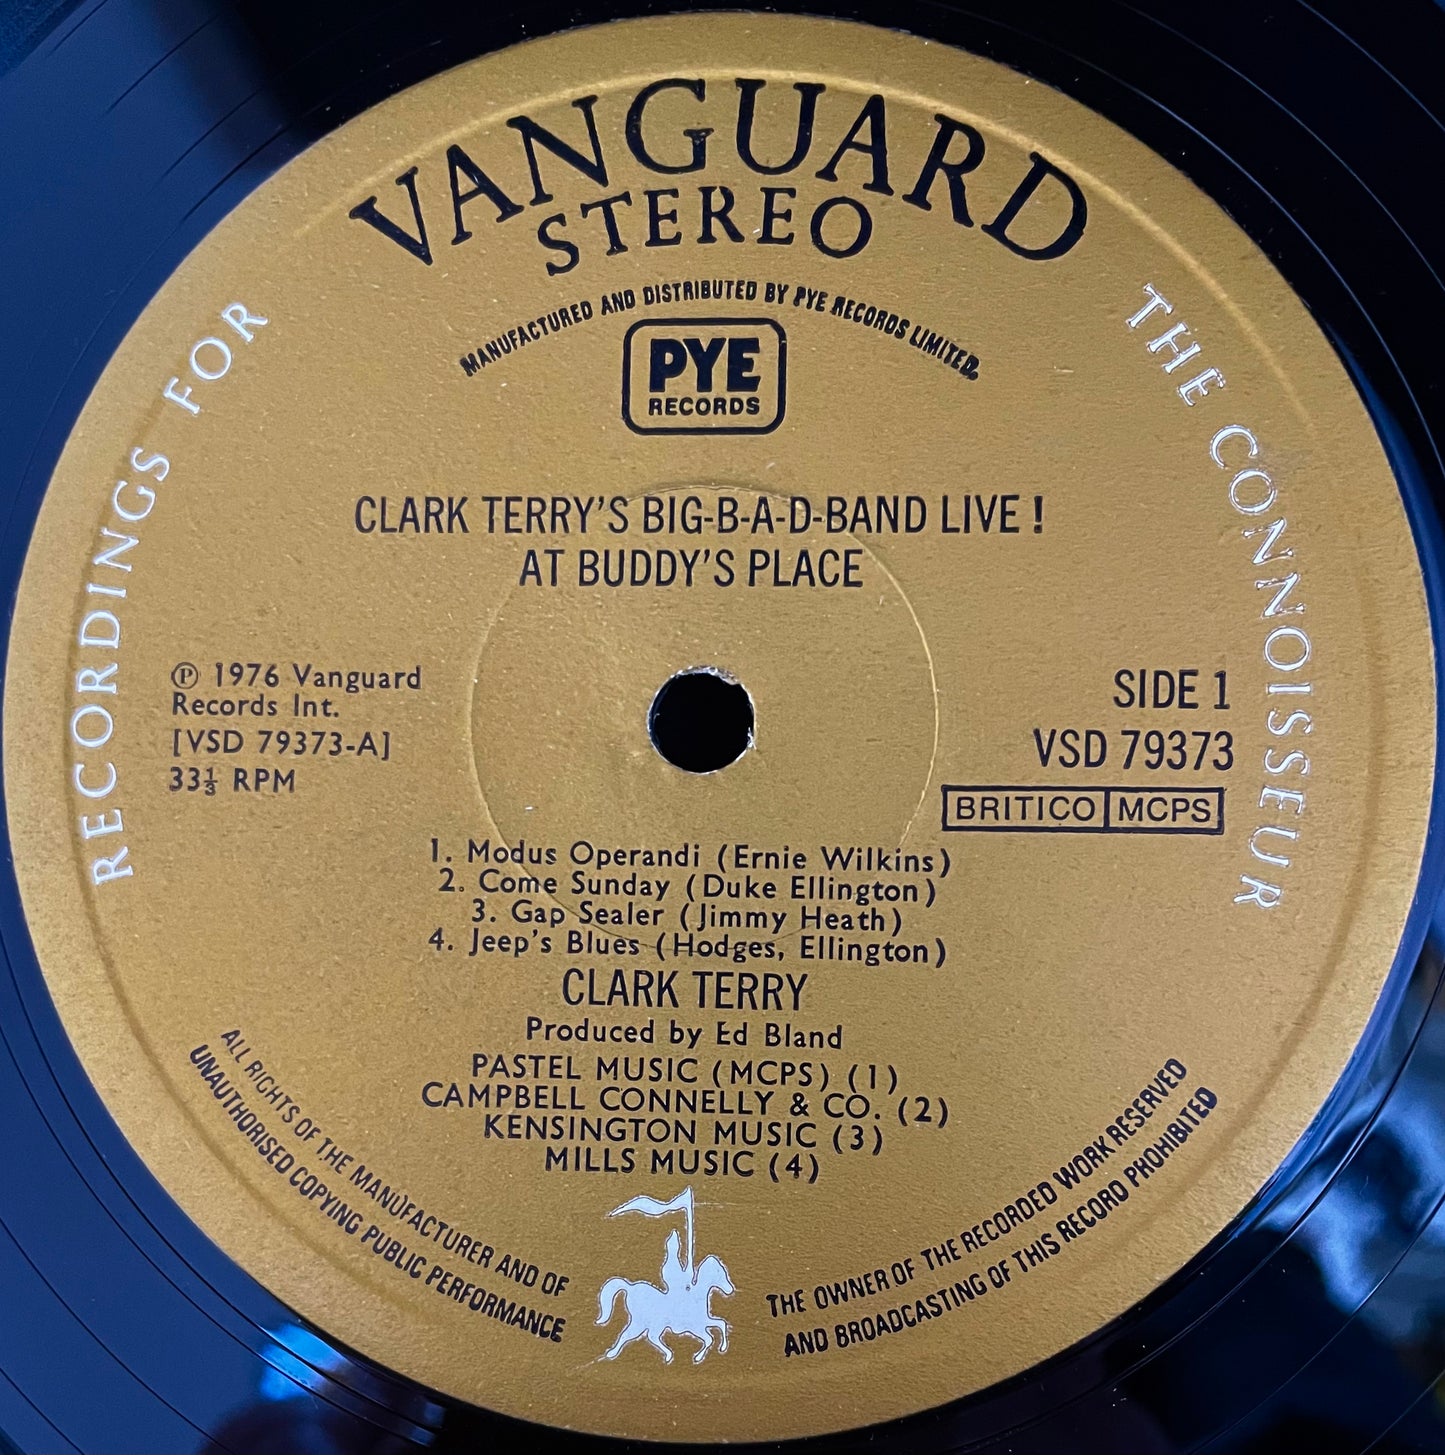 VANGUARD
STEREO
RECORDINGS FOR THE CONNOISSEUR
MANUFACTURED AND DISTRIBUTED BY PYE RECORDS LIMITED.
PYE
RECORDS
CLARK TERRY'S BIG-B-A-D-BAND LIVE !
AT BUDDY'S PLACE
Ⓟ 1976 Vanguard
Records Int.
[VSD 79373-A]
33⅓ RPM
SIDE 1
VSD 79373
BRITICO MCPS
1. Modus Operandi (Ernie Wilkins)
2. Come Sunday (Duke Ellington)
3. Gap Sealer (Jimmy Heath)
4. Jeep's Blues (Hodges, Ellington)
CLARK TERRY
Produced by Ed Bland
PASTEL MUSIC (MCPS) (1)
CAMPBELL CONNELLY & CO. (2)
KENSINGTON MUSIC (3)
MILLS MUSIC (4)
ALL RIGHTS OF THE MANUFACTURER AND OF THE OWNER OF THE RECORDED WORK RESERVED
UNAUTHORISED COPYING PUBLIC PERFORMANCE AND BROADCASTING OF THIS RECORD PROHIBITED